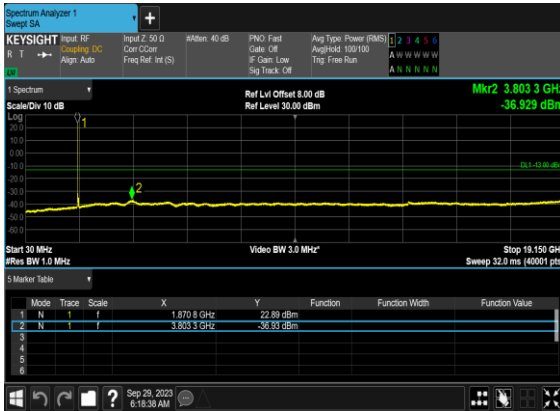 Spectrum Analyzer 1
Swept SA
+
KEYSIGHT
R T
Input: RF
Coupling: DC
Align: Auto
Input Z: 50 Ω
Corr CCorr
Freq Ref: Int (S)
#Atten: 40 dB
PNO: Fast
Gate: Off
IF Gain: Low
Sig Track: Off
Avg Type: Power (RMS)
Avg|Hold: 100/100
Trig: Free Run
1 2 3 4 5 6
A W W W W W
A N N N N N
1 Spectrum
Scale/Div 10 dB
Ref Lvl Offset 8.00 dB
Ref Level 30.00 dBm
Mkr2 3.803 3 GHz
-36.929 dBm
Log
20.0
10.0
0.00
-10.0
-20.0
-30.0
-40.0
-50.0
-60.0
1
2
DL1 -13.00 dBm
Start 30 MHz
#Res BW 1.0 MHz
Video BW 3.0 MHz*
Stop 19.150 GHz
Sweep 32.0 ms (40001 pts)
5 Marker Table
Mode Trace Scale X Y Function Function Width Function Value
1 N 1 f 1.870 8 GHz 22.89 dBm
2 N 1 f 3.803 3 GHz -36.93 dBm
3
4
5
6
?
Sep 29, 2023
6:18:38 AM